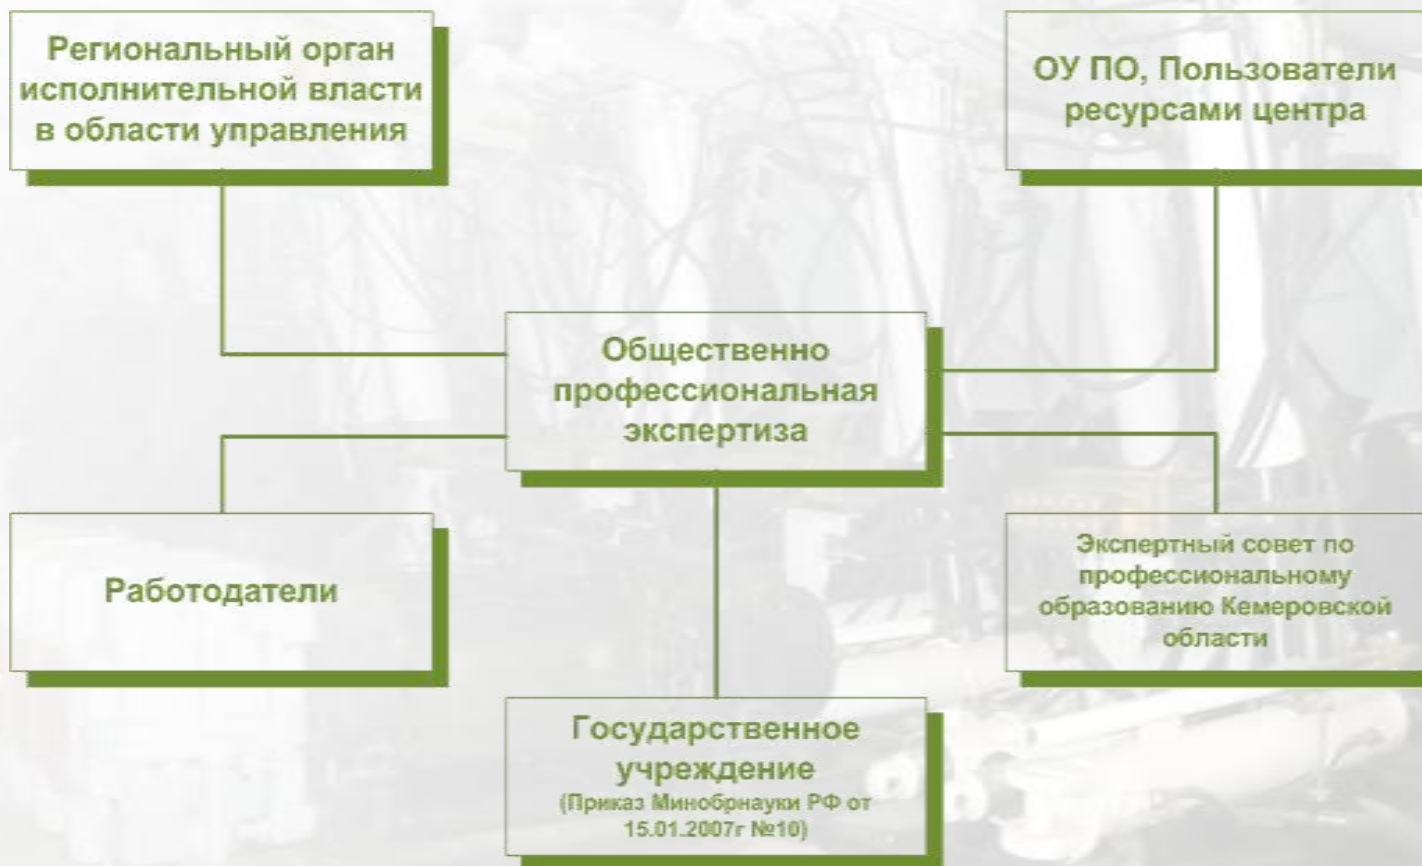 Региональный орган
исполнительной власти
в области управления
ОУ ПО, Пользователи
ресурсами центра
Общественно
профессиональная
экспертиза
Работодатели
Экспертный совет по
профессиональному
образованию Кемеровской
области
Государственное
учреждение
(Приказ Минобрнауки РФ от
15.01.2007г №10)